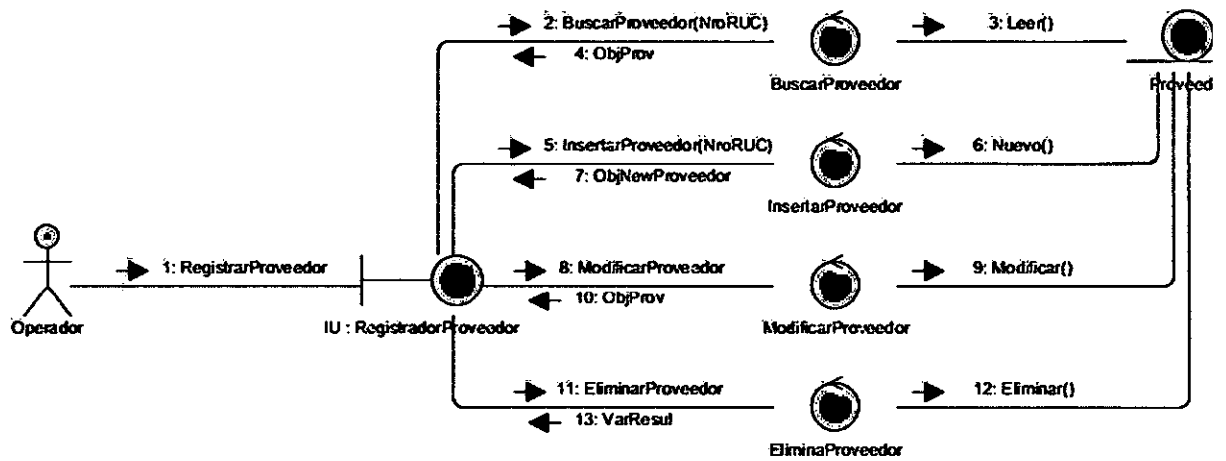 2: BuscarProveedor(NroRUC)
3: Leer()
4: ObjProv
BuscarProveedor
Proveed
5: InsertarProveedor(NroRUC)
6: Nuevo()
7: ObjNewProveedor
InsertarProveedor
1: RegistrarProveedor
8: ModificarProveedor
9: Modificar()
10: ObjProv
Operador
IU : RegistradorProveedor
ModificarProveedor
11: EliminarProveedor
12: Eliminar()
13: VarResul
EliminaProveedor